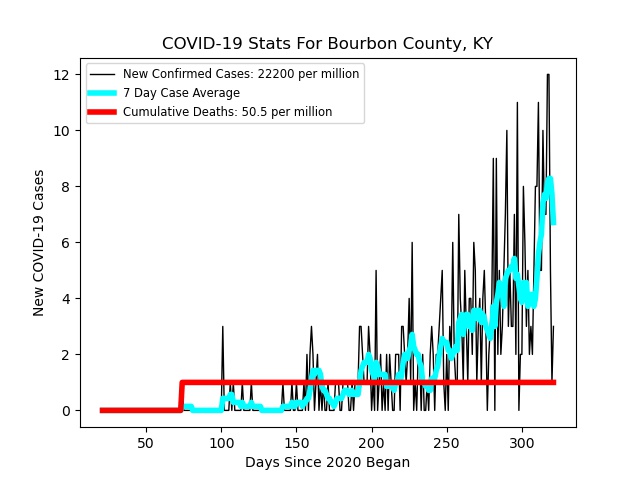 COVID-19 Stats For Bourbon County, KY
New Confirmed Cases: 22200 per million
7 Day Case Average
Cumulative Deaths: 50.5 per million
New COVID-19 Cases
12
10
8
6
4
2
0
50 100 150 200 250 300
Days Since 2020 Began